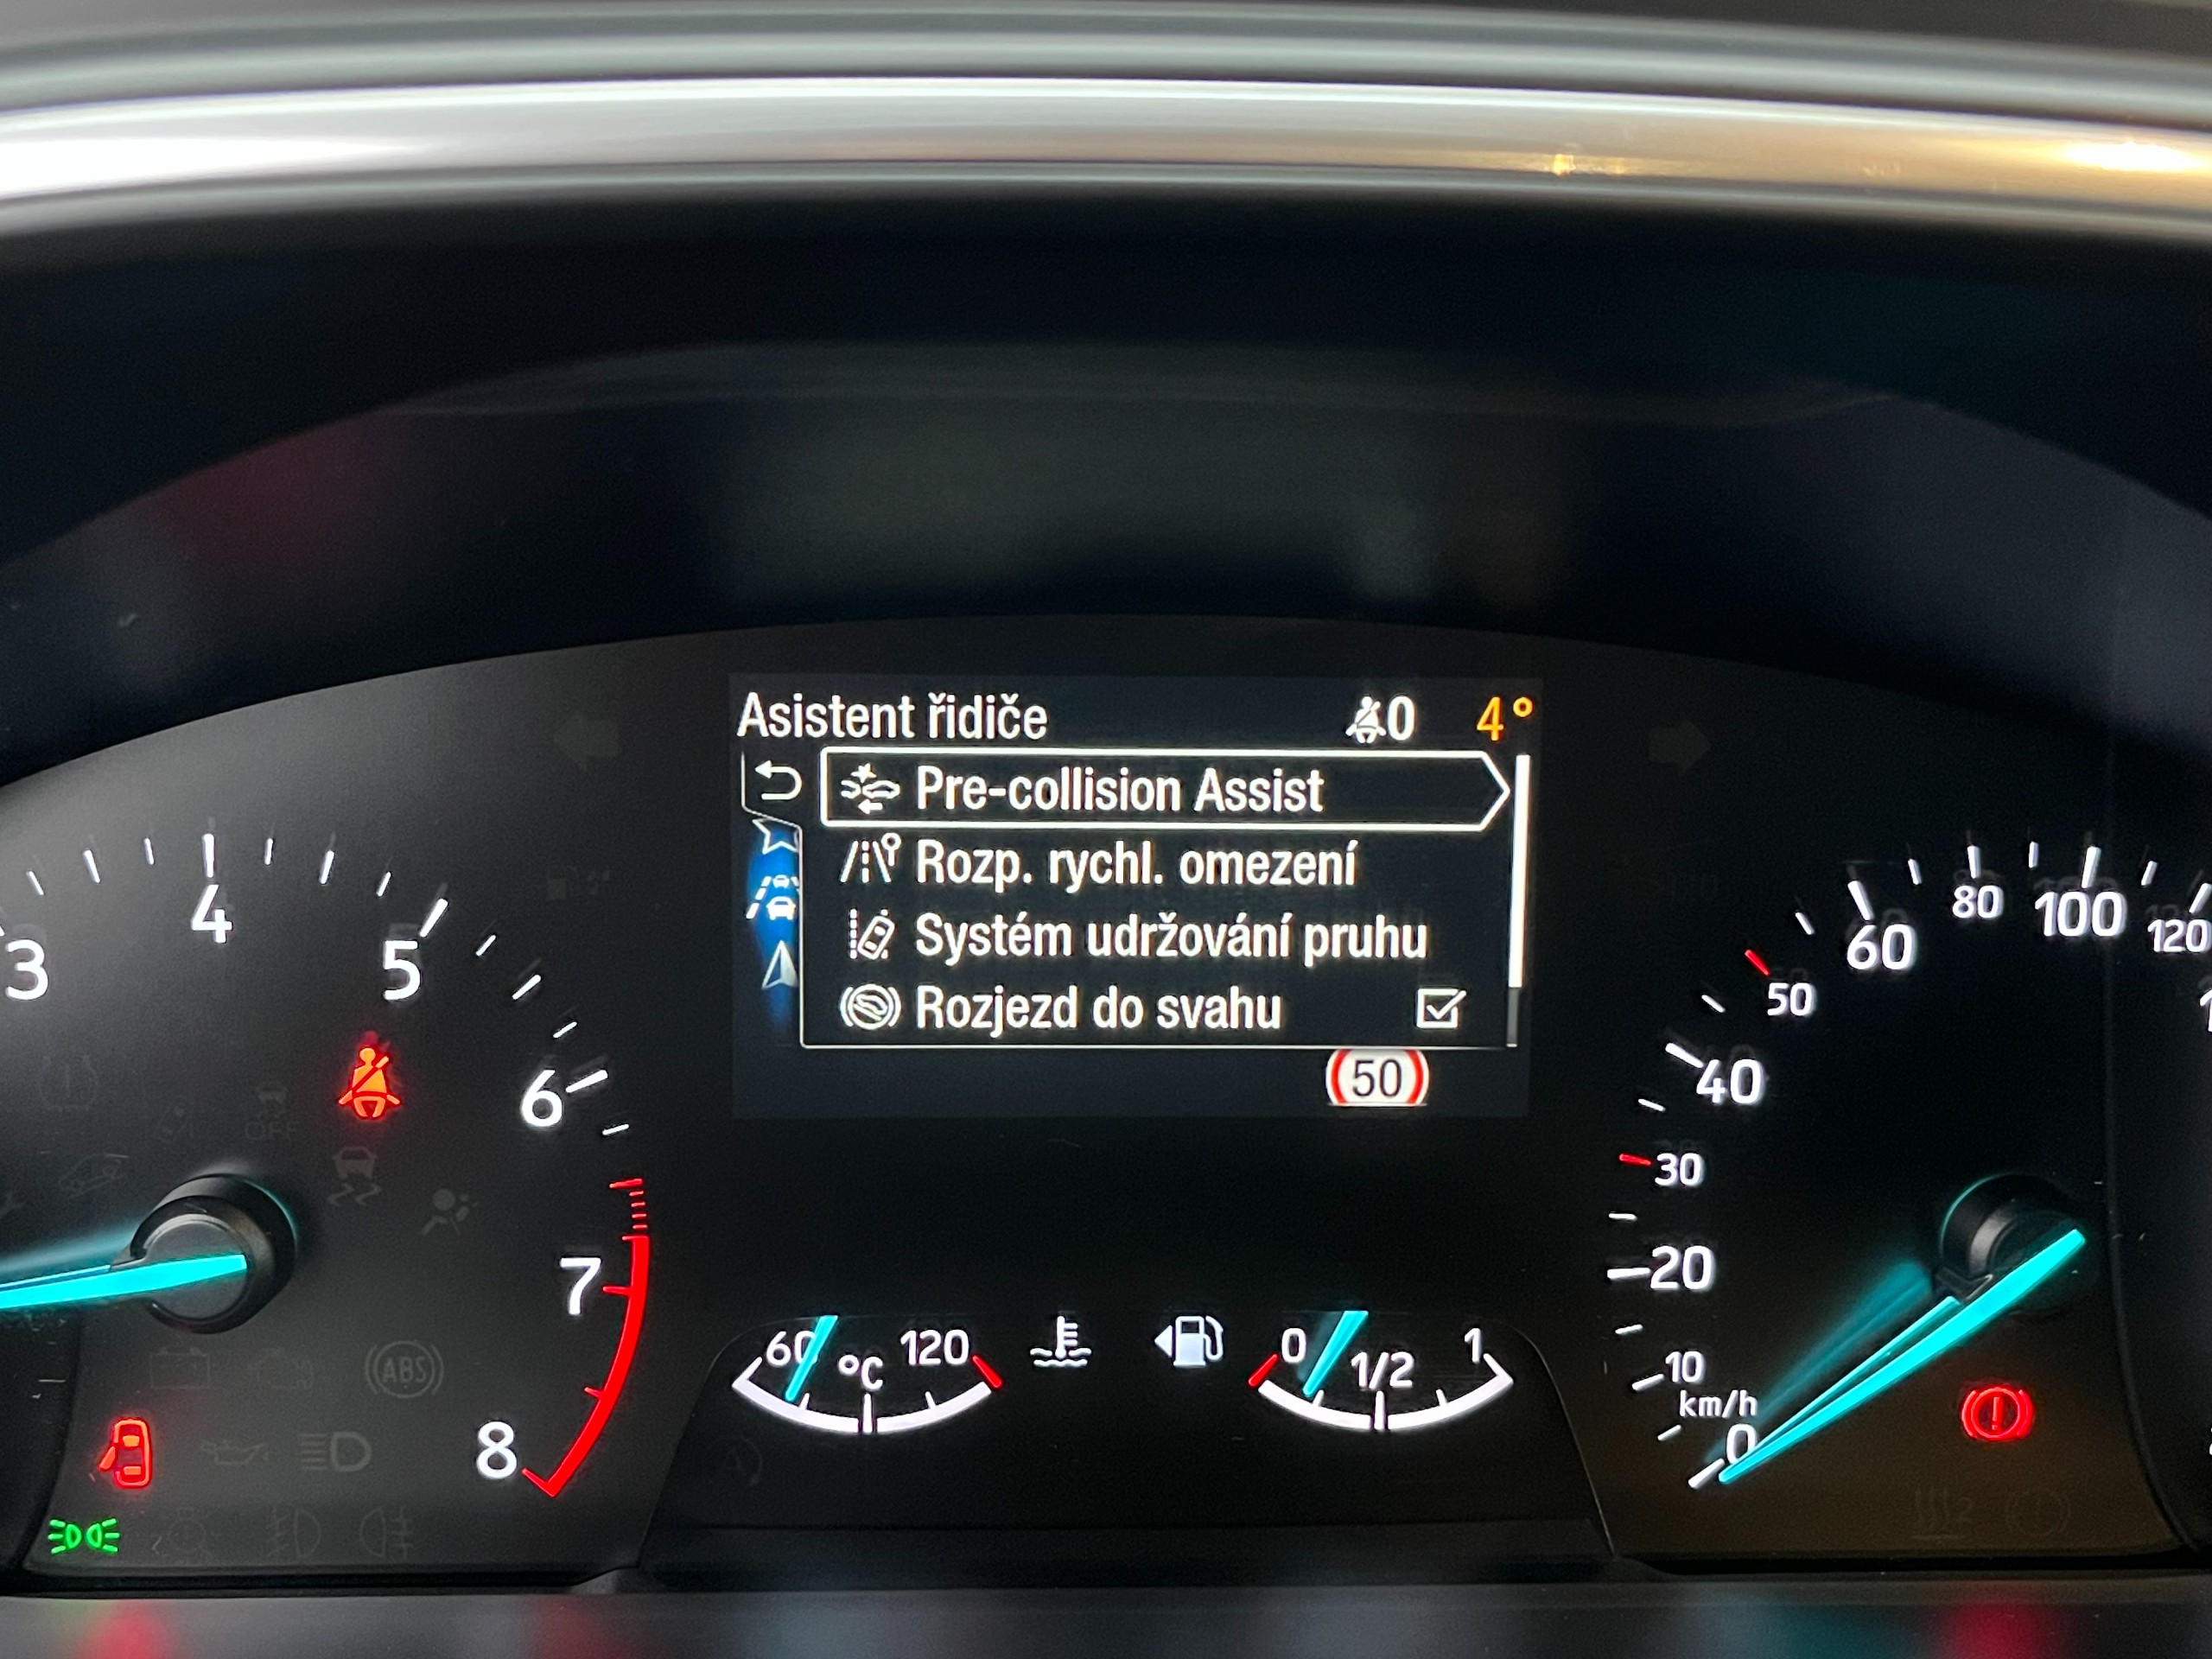 Asistent řidiče 0 4°
Pre-collision Assist
Rozp. rychl. omezení
Systém udržování pruhu
Rozjezd do svahu
50
3 4 5 6 7 8
OFF
ABS
60 °C 120
0 1/2 1
0 10 20 30 40 50 60 80 100 120
km/h